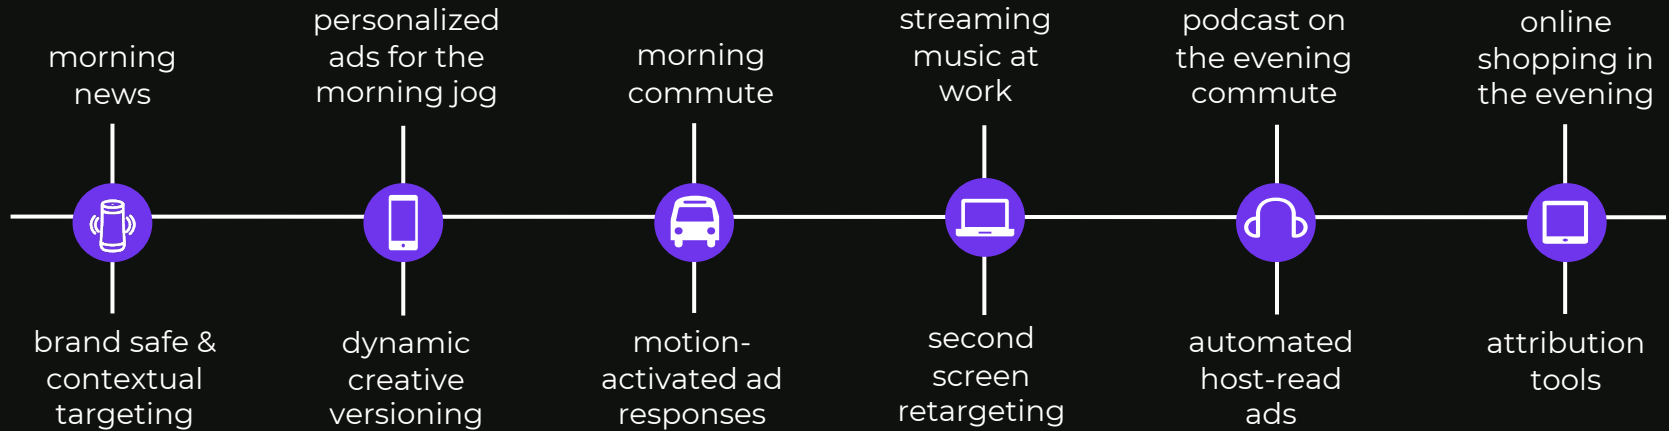 morning
news
personalized
ads for the
morning jog
morning
commute
streaming
music at
work
podcast on
the evening
commute
online
shopping in
the evening
brand safe &
contextual
targeting
dynamic
creative
versioning
motion-
activated ad
responses
second
screen
retargeting
automated
host-read
ads
attribution
tools